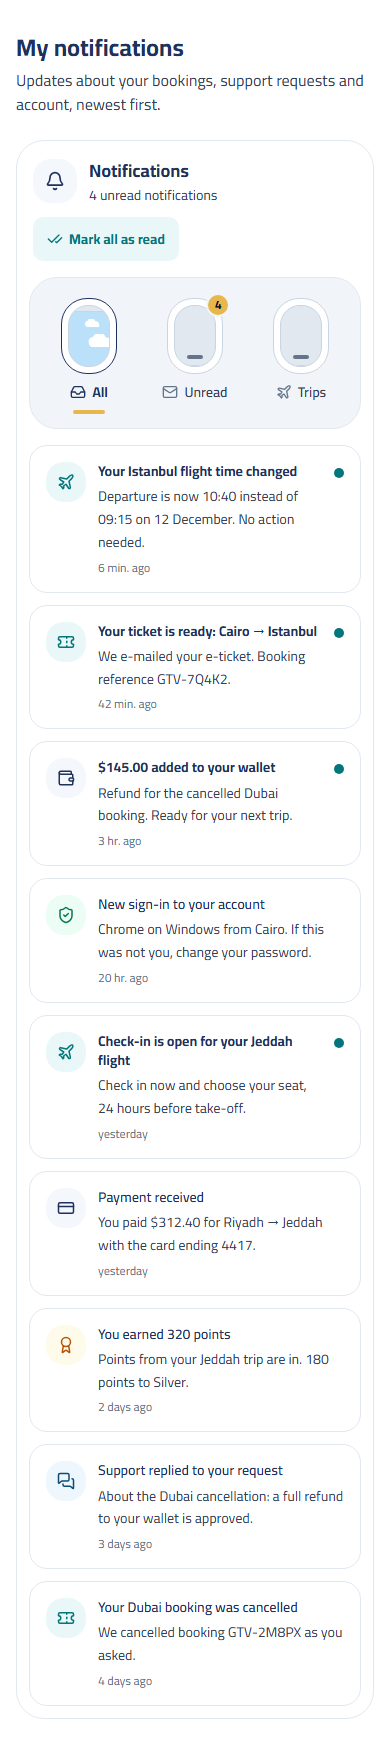 My notifications
Updates about your bookings, support requests and
account, newest first.
Notifications
4 unread notifications
Mark all as read
4
All
Unread
Trips
Your Istanbul flight time changed
Departure is now 10:40 instead of
09:15 on 12 December. No action
needed.
6 min. ago
Your ticket is ready: Cairo → Istanbul
We e-mailed your e-ticket. Booking
reference GTV-7Q4K2.
42 min. ago
$145.00 added to your wallet
Refund for the cancelled Dubai
booking. Ready for your next trip.
3 hr. ago
New sign-in to your account
Chrome on Windows from Cairo. If this
was not you, change your password.
20 hr. ago
Check-in is open for your Jeddah
flight
Check in now and choose your seat,
24 hours before take-off.
yesterday
Payment received
You paid $312.40 for Riyadh → Jeddah
with the card ending 4417.
yesterday
You earned 320 points
Points from your Jeddah trip are in. 180
points to Silver.
2 days ago
Support replied to your request
About the Dubai cancellation: a full refund
to your wallet is approved.
3 days ago
Your Dubai booking was cancelled
We cancelled booking GTV-2M8PX as you
asked.
4 days ago